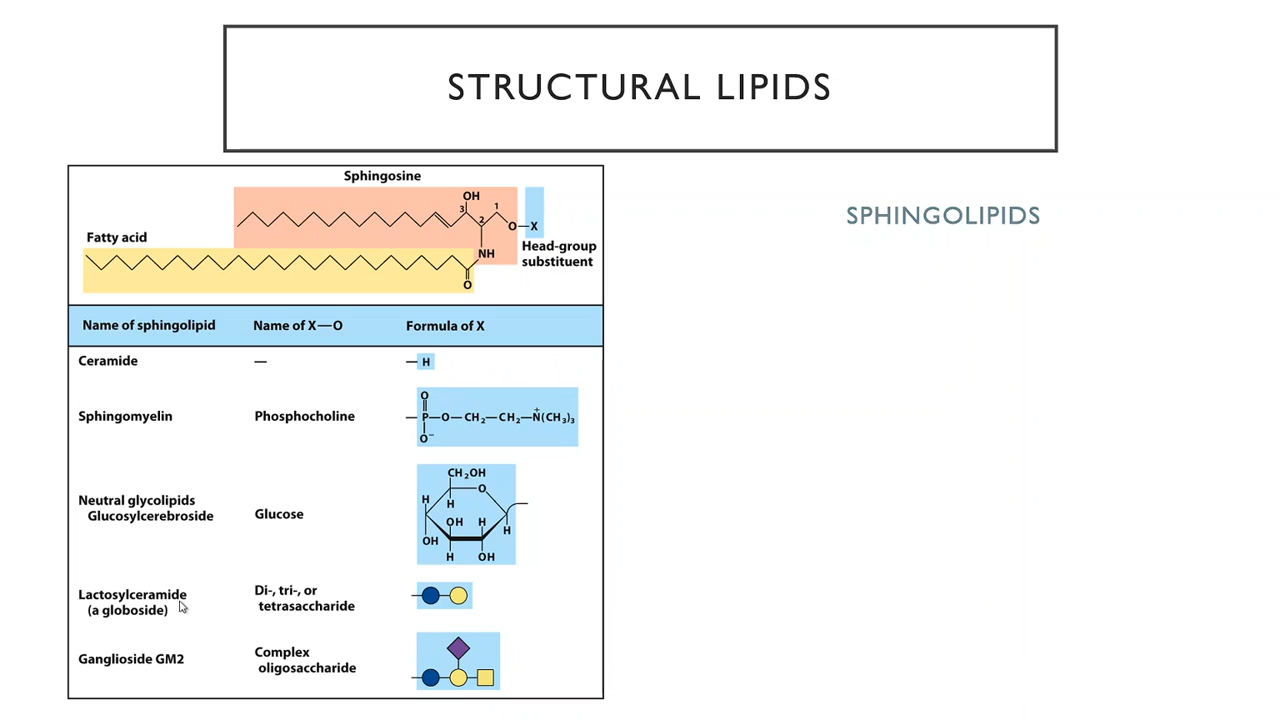 STRUCTURAL LIPIDS
SPHINGOLIPIDS
Sphingosine
Fatty acid
OH
3
2
1
O—X
NH
O
Head-group
substituent
Name of sphingolipid Name of X—O Formula of X
Ceramide — —H
Sphingomyelin Phosphocholine
O
—P—O—CH₂—CH₂—N⁺(CH₃)₃
O⁻
Neutral glycolipids
Glucosylcerebroside
Glucose
CH₂OH
O
H
H
OH H
H
OH
H OH
Lactosylceramide
(a globoside)
Di-, tri-, or
tetrasaccharide
Ganglioside GM2
Complex
oligosaccharide